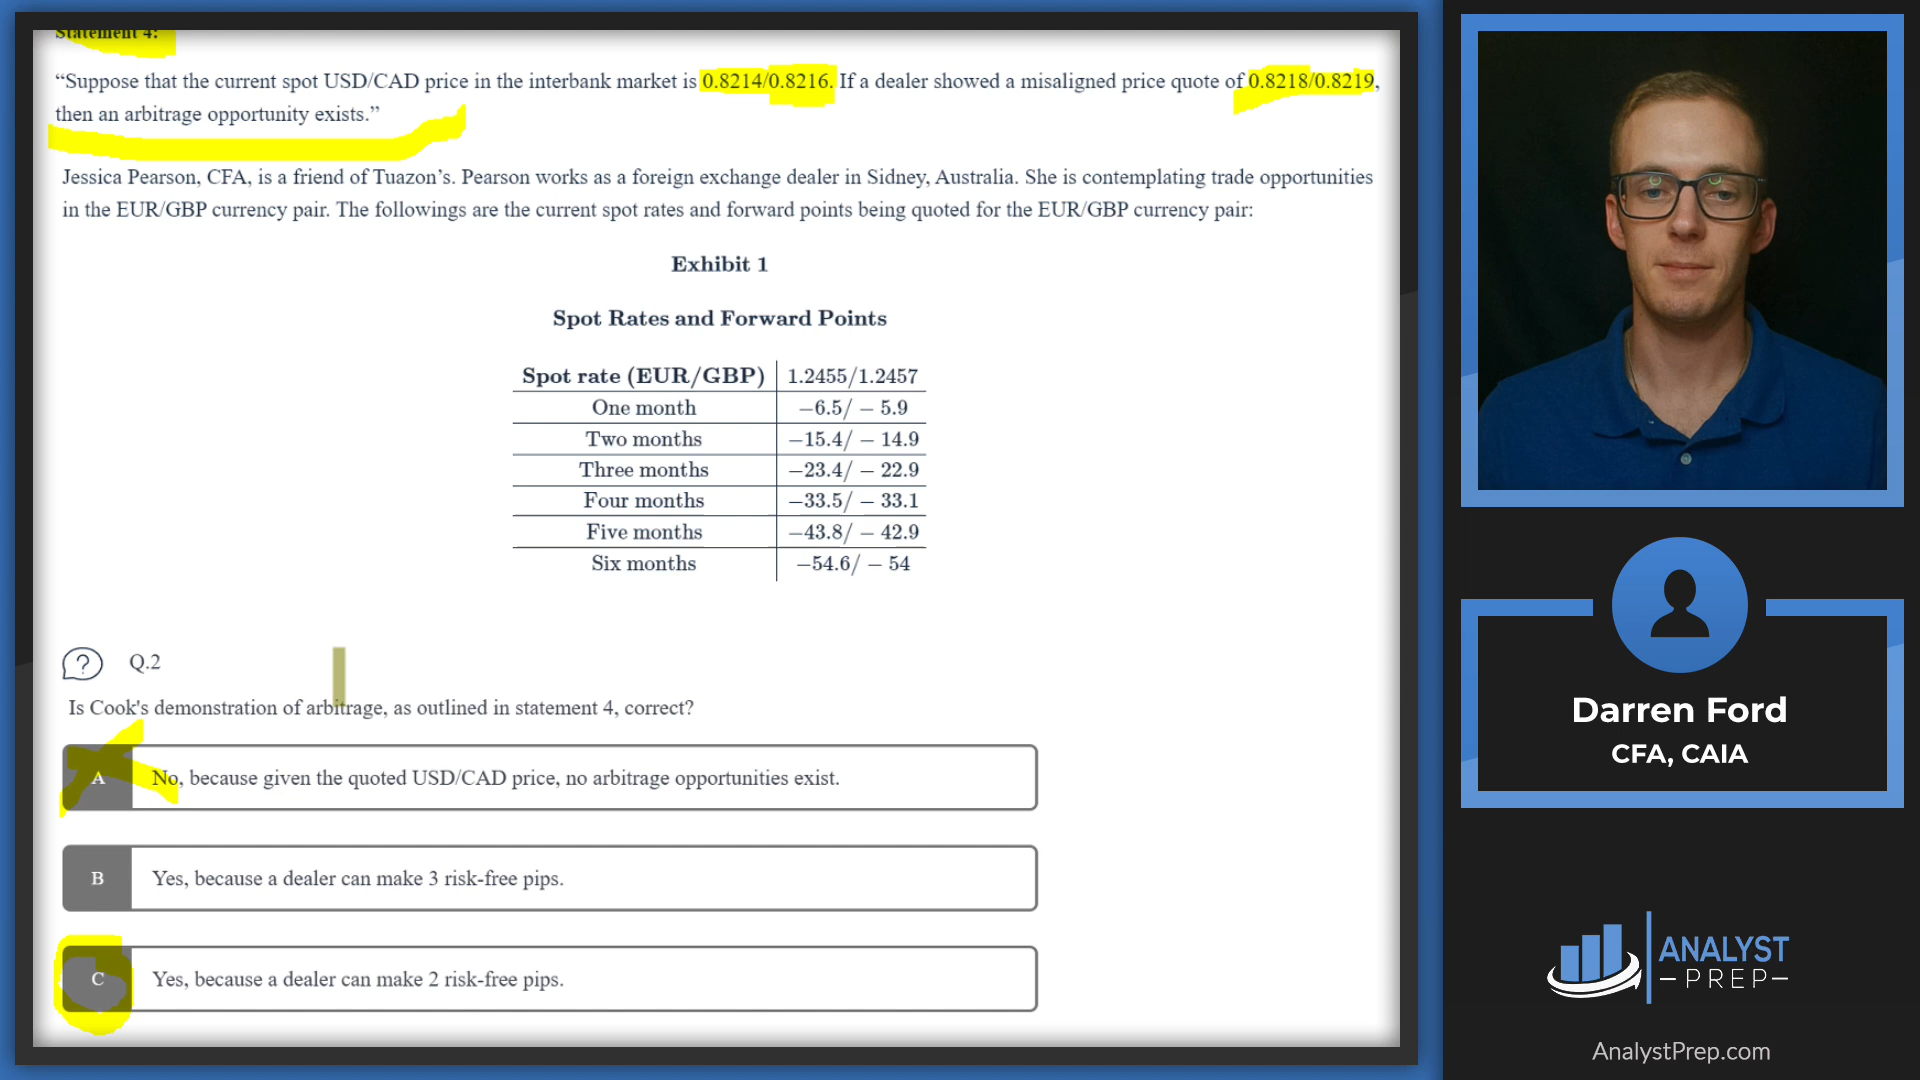 Statement 4:
“Suppose that the current spot USD/CAD price in the interbank market is 0.8214/0.8216. If a dealer showed a misaligned price quote of 0.8218/0.8219,
then an arbitrage opportunity exists.”
Jessica Pearson, CFA, is a friend of Tuazon’s. Pearson works as a foreign exchange dealer in Sidney, Australia. She is contemplating trade opportunities
in the EUR/GBP currency pair. The followings are the current spot rates and forward points being quoted for the EUR/GBP currency pair:
Exhibit 1
Spot Rates and Forward Points
Spot rate (EUR/GBP) 1.2455/1.2457
One month −6.5/ − 5.9
Two months −15.4/ − 14.9
Three months −23.4/ − 22.9
Four months −33.5/ − 33.1
Five months −43.8/ − 42.9
Six months −54.6/ − 54
? Q.2
Is Cook's demonstration of arbitrage, as outlined in statement 4, correct?
A No, because given the quoted USD/CAD price, no arbitrage opportunities exist.
B Yes, because a dealer can make 3 risk-free pips.
C Yes, because a dealer can make 2 risk-free pips.
Darren Ford
CFA, CAIA
ANALYST
PREP
AnalystPrep.com